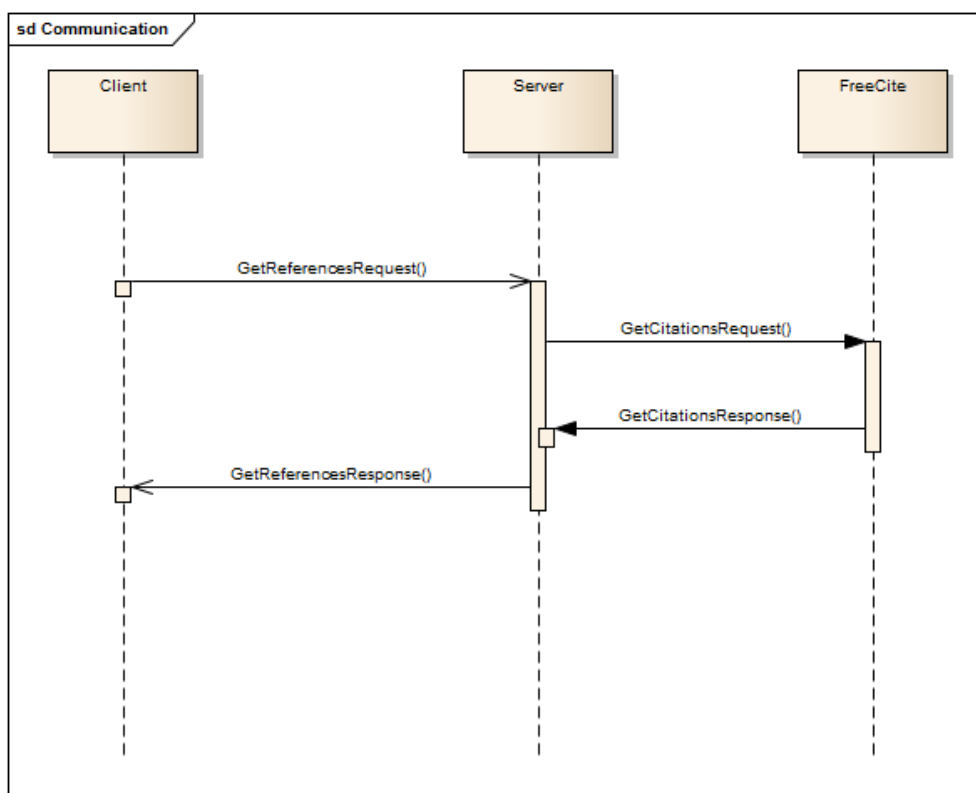 sd Communication
Client
Server
FreeCite
GetReferencesRequest()
GetCitationsRequest()
GetCitationsResponse()
GetReferencesResponse()